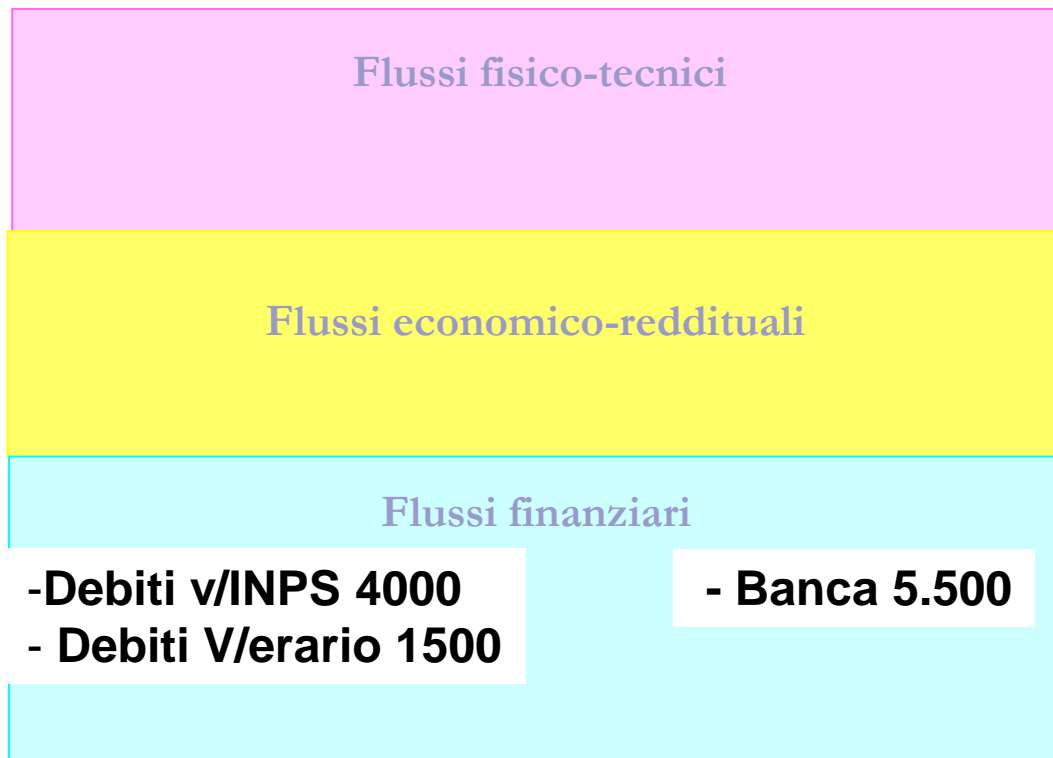 Flussi fisico-tecnici
Flussi economico-reddituali
Flussi finanziari
-Debiti v/INPS 4000
- Banca 5.500
- Debiti V/erario 1500